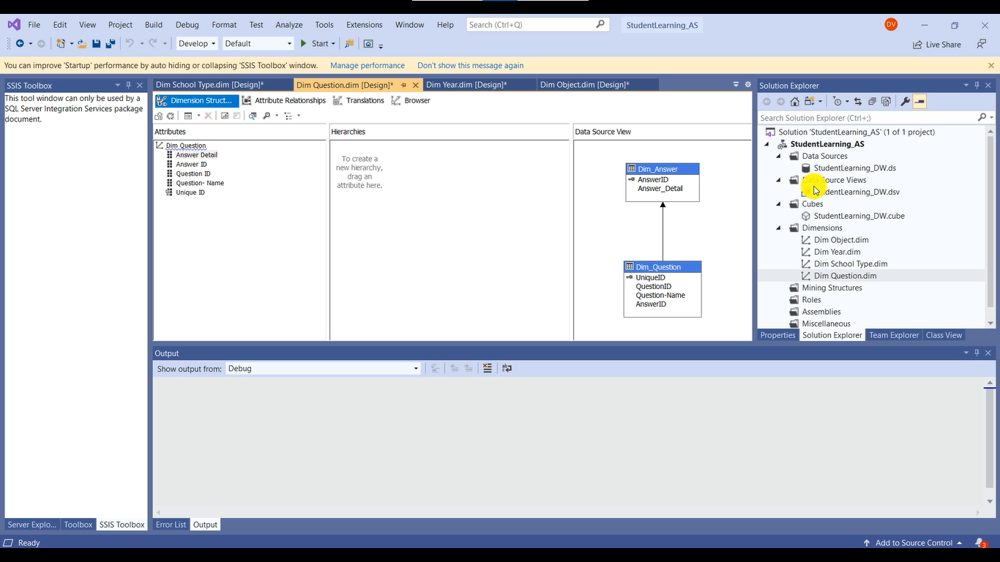 File Edit View Project Build Debug Format Test Analyze Tools Extensions Window Help Search (Ctrl+Q) StudentLearning_AS DV
Develop Default Start Live Share
You can improve 'Startup' performance by auto hiding or collapsing 'SSIS Toolbox' window. Manage performance Don't show this message again
SSIS Toolbox
This tool window can only be used by a
SQL Server Integration Services package
document.
Dim School Type.dim [Design]* Dim Question.dim [Design]* Dim Year.dim [Design]* Dim Object.dim [Design]*
Dimension Struct... Attribute Relationships Translations Browser
Attributes
Dim Question
Answer Detail
Answer ID
Question ID
Question- Name
Unique ID
Hierarchies
To create a
new hierarchy,
drag an
attribute here.
Data Source View
Dim_Answer
AnswerID
Answer_Detail
Dim_Question
UniqueID
QuestionID
Question-Name
AnswerID
Solution Explorer
Search Solution Explorer (Ctrl+;)
Solution 'StudentLearning_AS' (1 of 1 project)
StudentLearning_AS
Data Sources
StudentLearning_DW.ds
Data Source Views
StudentLearning_DW.dsv
Cubes
StudentLearning_DW.cube
Dimensions
Dim Object.dim
Dim Year.dim
Dim School Type.dim
Dim Question.dim
Mining Structures
Roles
Assemblies
Miscellaneous
Properties Solution Explorer Team Explorer Class View
Output
Show output from: Debug
Server Explo... Toolbox SSIS Toolbox Error List Output
Ready Add to Source Control 3